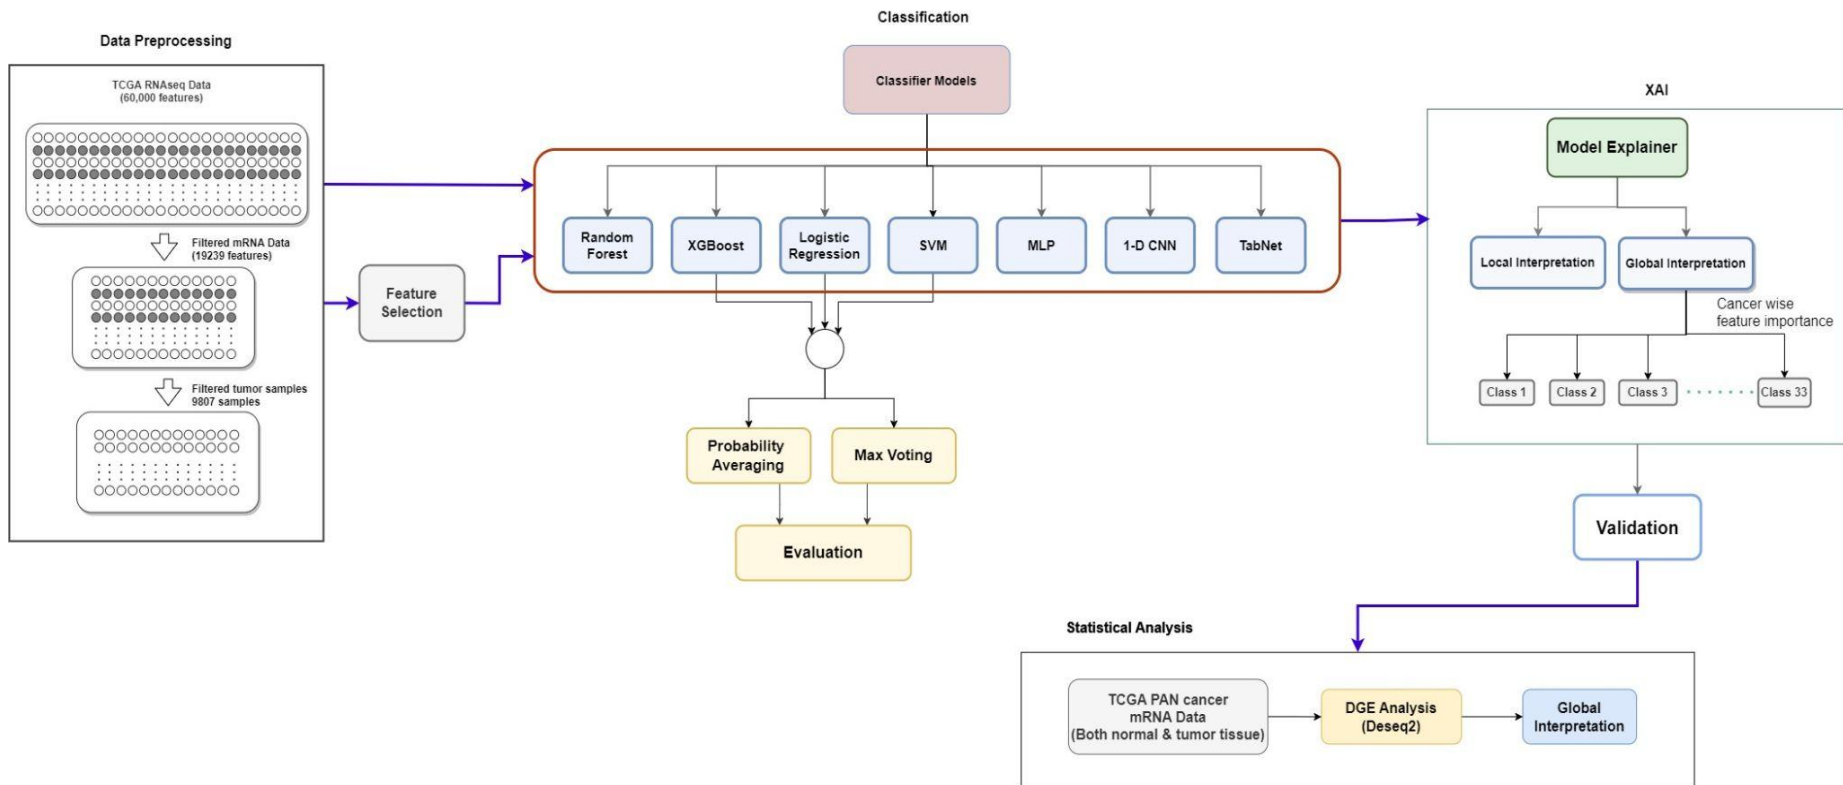 Data Preprocessing
TCGA RNAseq Data
(60,000 features)
Filtered mRNA Data
(19239 features)
Filtered tumor samples
9807 samples
Feature
Selection
Classification
Classifier Models
Random
Forest
XGBoost
Logistic
Regression
SVM
MLP
1-D CNN
TabNet
Probability
Averaging
Max Voting
Evaluation
XAI
Model Explainer
Local Interpretation
Global Interpretation
Cancer wise
feature importance
Class 1
Class 2
Class 3
Class 33
Validation
Statistical Analysis
TCGA PAN cancer
mRNA Data
(Both normal & tumor tissue)
DGE Analysis
(Deseq2)
Global
Interpretation